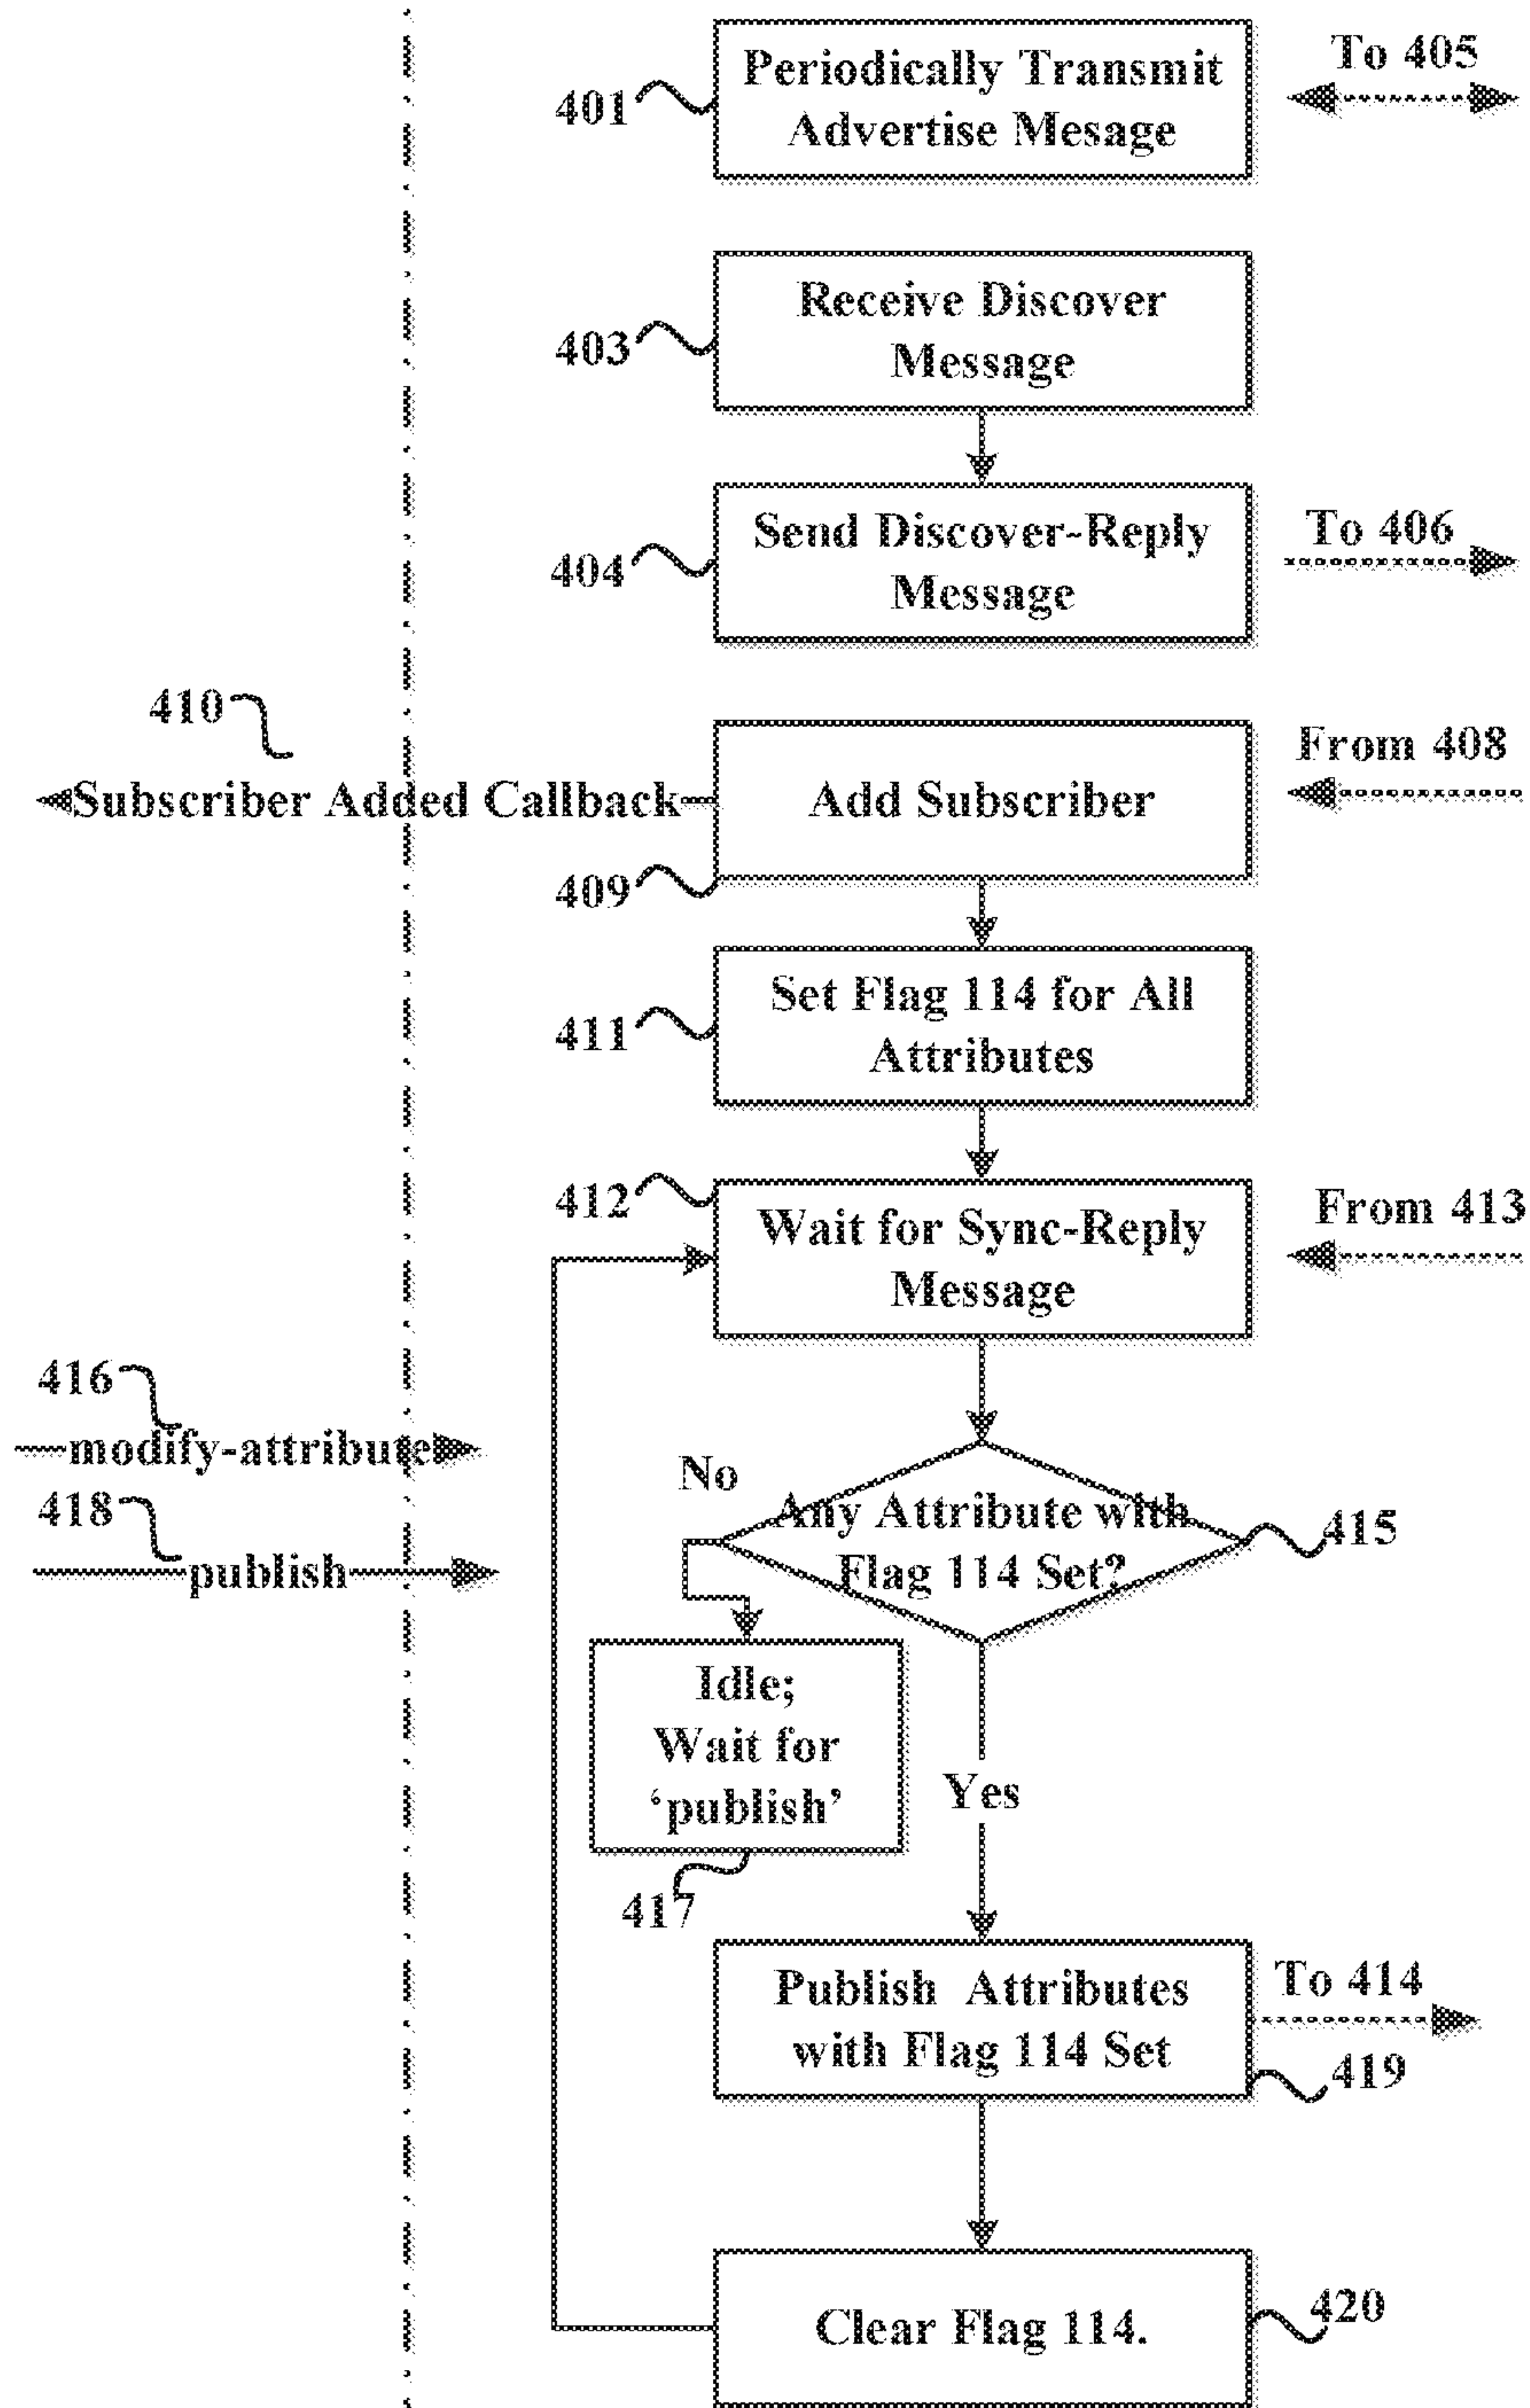 Periodically Transmit
Advertise Mesage
401
To 405
Receive Discover
Message
403
Send Discover-Reply
Message
404
To 406
410
Subscriber Added Callback
Add Subscriber
From 408
409
Set Flag 114 for All
Attributes
411
412
Wait for Sync-Reply
Message
From 413
416
modify-attribute
418
publish
No
Any Attribute with
Flag 114 Set?
415
Idle;
Wait for
‘publish’
417
Yes
Publish Attributes
with Flag 114 Set
To 414
419
Clear Flag 114.
420